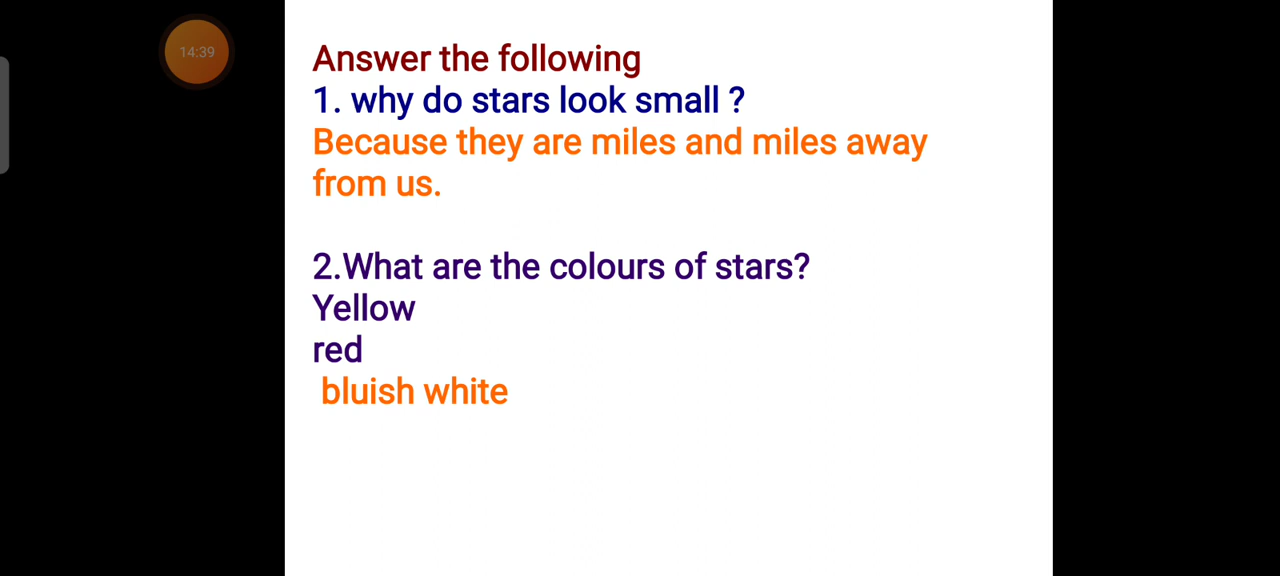 14:39
Answer the following
1. why do stars look small ?
Because they are miles and miles away
from us.
2.What are the colours of stars?
Yellow
red
bluish white